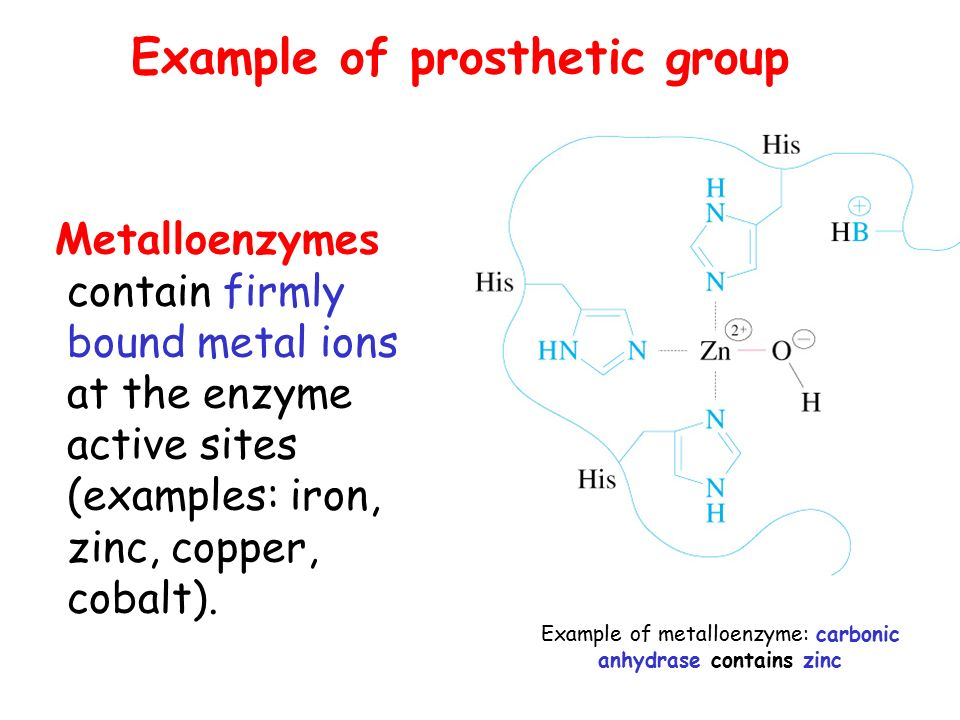 Example of prosthetic group
Metalloenzymes
contain firmly
bound metal ions
at the enzyme
active sites
(examples: iron,
zinc, copper,
cobalt).
His
H
N
N
HB
+
His
HN
N
Zn
2+
O
−
H
N
His
N
H
Example of metalloenzyme: carbonic
anhydrase contains zinc